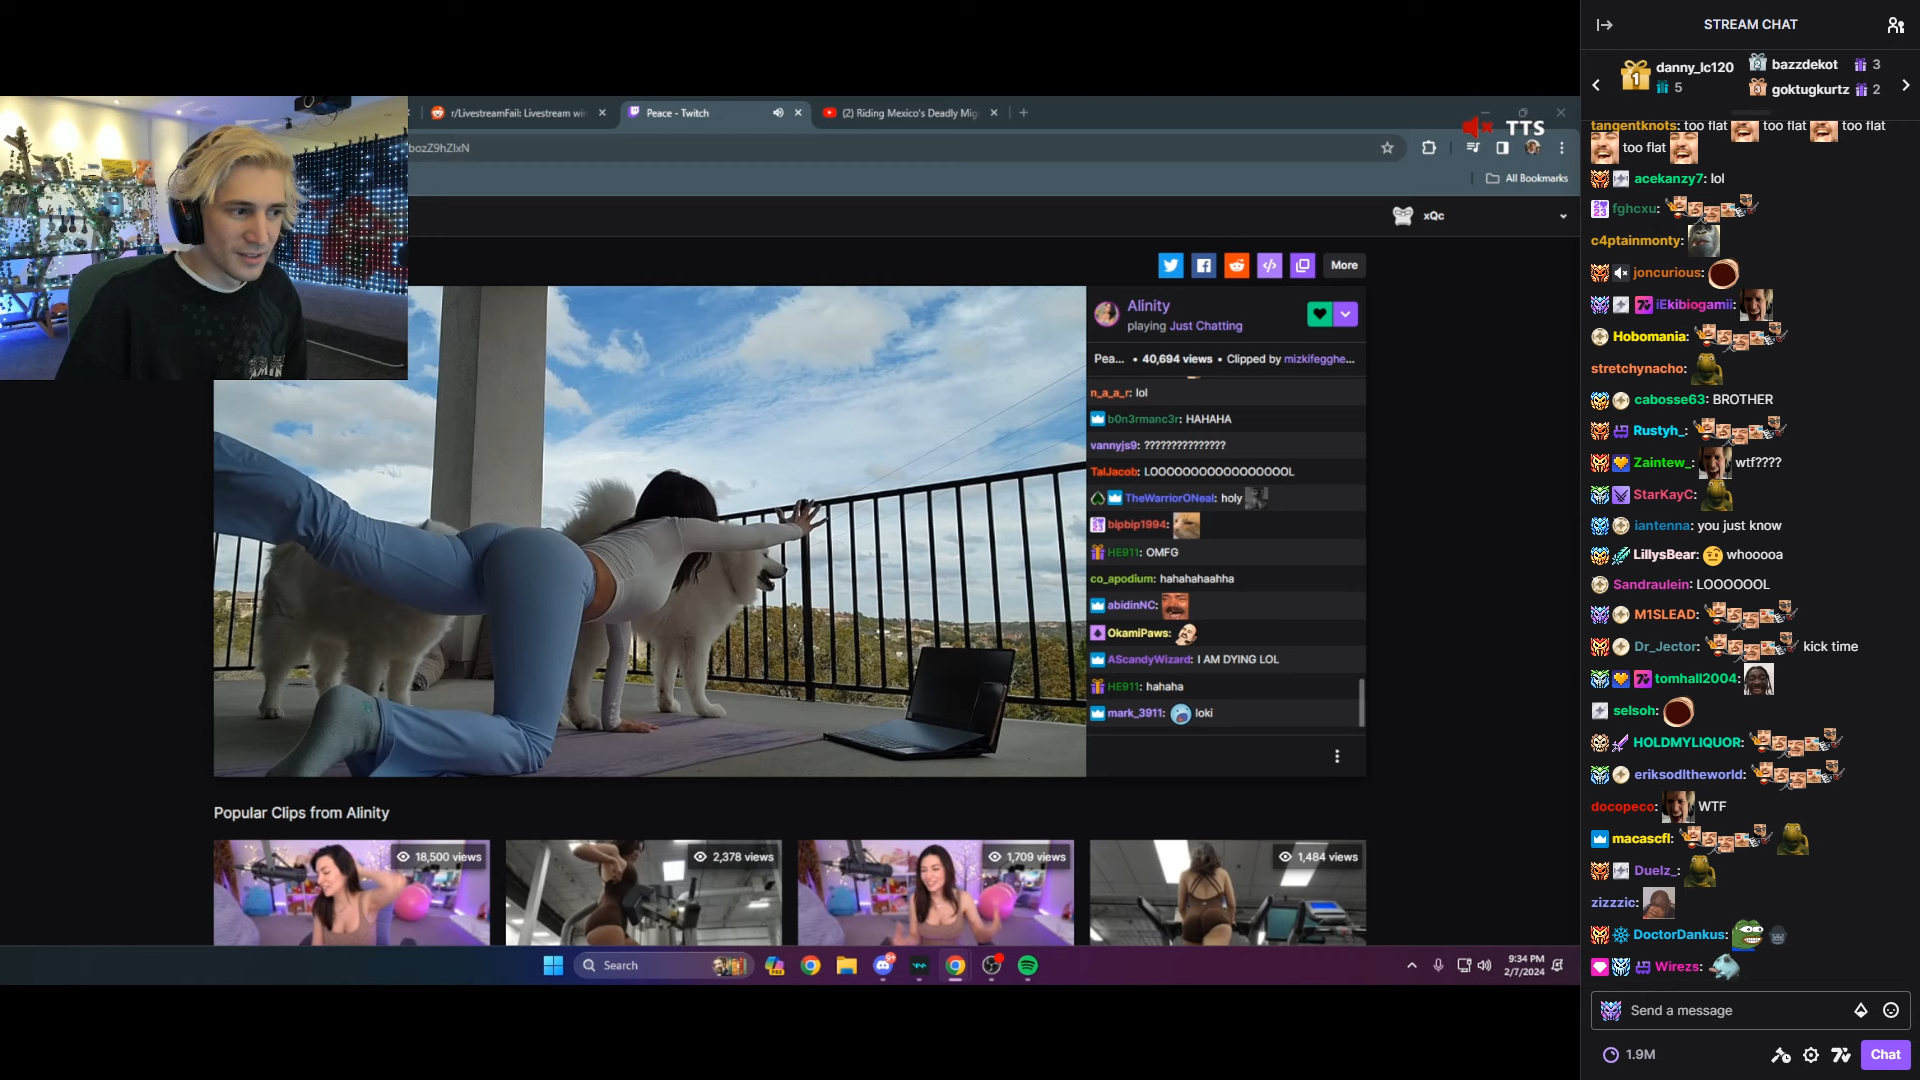 r/LivestreamFail: Livestream win
Peace - Twitch
(2) Riding Mexico's Deadly Mig
TTS
bozZ9hZIxN
All Bookmarks
xQc
More
Alinity
playing Just Chatting
Pea... • 40,694 views • Clipped by mizkifegghe...
n_a_a_r: lol
b0n3rmanc3r: HAHAHA
vannyjs9: ???????????????
TalJacob: LOOOOOOOOOOOOOOOOOL
TheWarriorONeal: holy
bipbip1994:
HE911: OMFG
co_apodium: hahahahaahha
abidinNC:
OkamiPaws:
AScandyWizard: I AM DYING LOL
HE911: hahaha
mark_3911: loki
Popular Clips from Alinity
18,500 views
2,378 views
1,709 views
1,484 views
Search
9:34 PM
2/7/2024
STREAM CHAT
1 danny_lc120
5
2 bazzdekot 3
3 goktugkurtz 2
tangentknots: too flat too flat too flat
too flat
acekanzy7: lol
fghcxu:
c4ptainmonty:
joncurious:
iEkibiogamii:
Hobomania:
stretchynacho:
cabosse63: BROTHER
Rustyh_:
Zaintew_: wtf????
StarKayC:
iantenna: you just know
LillysBear: whooooa
Sandraulein: LOOOOOOL
M1SLEAD:
Dr_Jector: kick time
tomhall2004:
selsoh:
HOLDMYLIQUOR:
eriksodltheworld:
docopeco: WTF
macascfl:
Duelz_:
zizzzic:
DoctorDankus:
Wirezs:
Send a message
1.9M
Chat